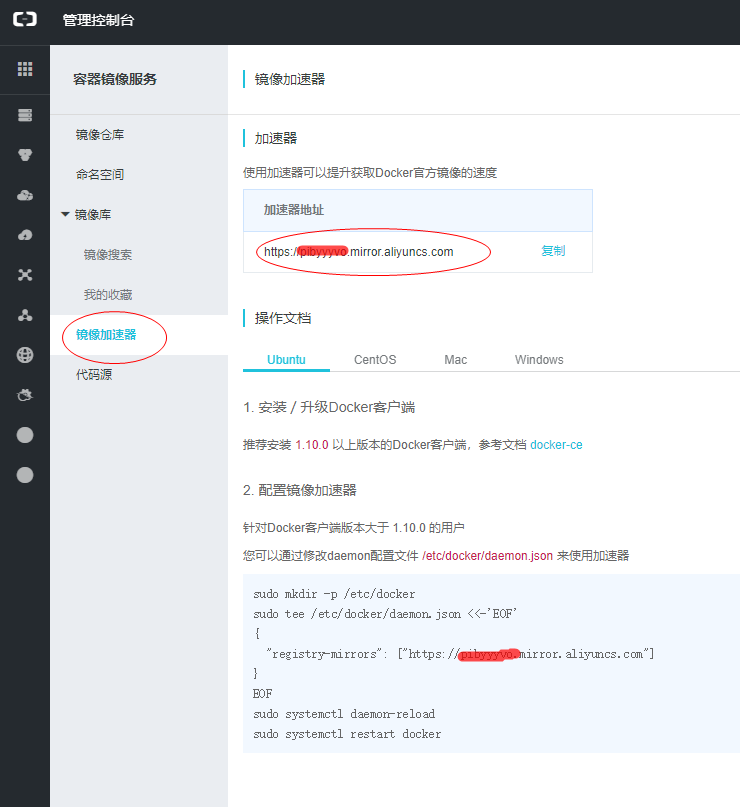 管理控制台
容器镜像服务
镜像仓库
命名空间
镜像库
镜像搜索
我的收藏
镜像加速器
代码源
镜像加速器
加速器
使用加速器可以提升获取Docker官方镜像的速度
加速器地址
https://.mirror.aliyuncs.com 复制
操作文档
Ubuntu CentOS Mac Windows
1. 安装 / 升级Docker客户端
推荐安装 1.10.0 以上版本的Docker客户端，参考文档 docker-ce
2. 配置镜像加速器
针对Docker客户端版本大于 1.10.0 的用户
您可以通过修改daemon配置文件 /etc/docker/daemon.json 来使用加速器
sudo mkdir -p /etc/docker
sudo tee /etc/docker/daemon.json <<-'EOF'
{
"registry-mirrors": ["https://.mirror.aliyuncs.com"]
}
EOF
sudo systemctl daemon-reload
sudo systemctl restart docker